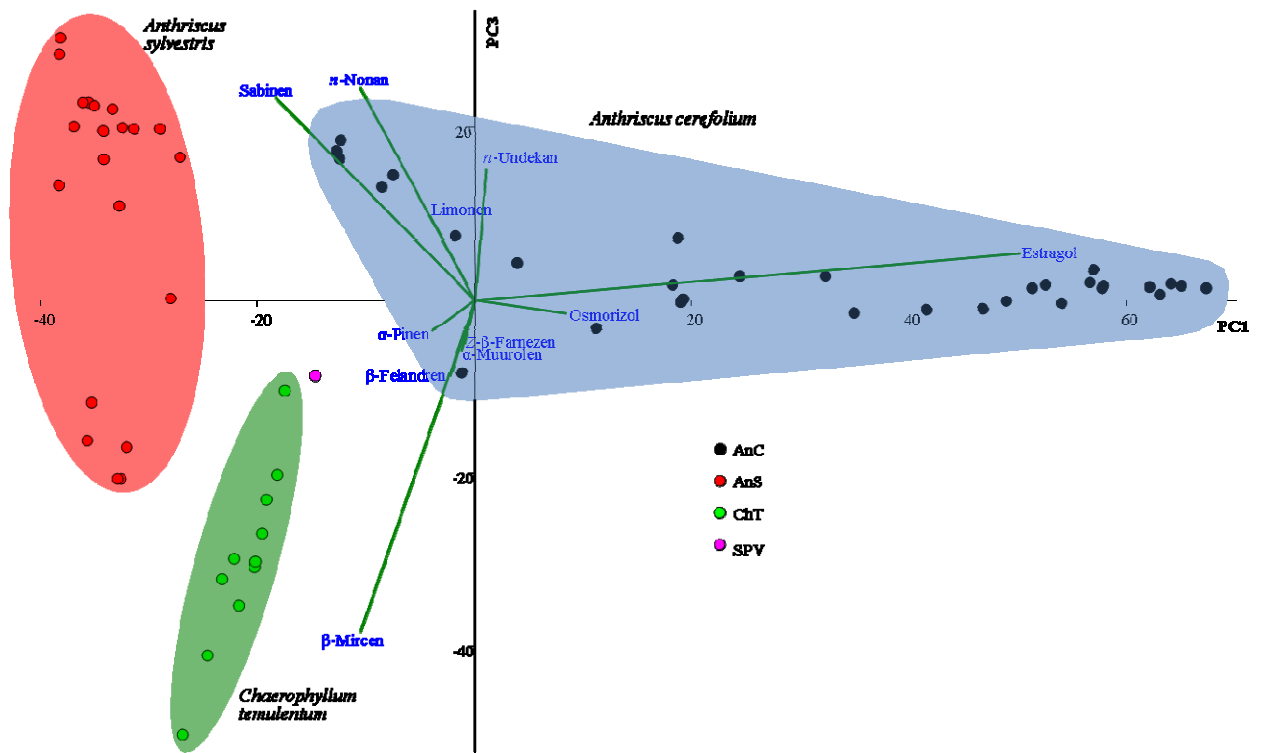 Anthriscus
sylvestris
PC3
n-Nonan
Sabinen
Anthriscus cerefolium
20
n-Undekan
Limonen
Estragol
-40
-20
20
40
60
PC1
Osmorizol
α-Pinen
Z-β-Farnezen
α-Muurolen
β-Felandren
AnC
-20
AnS
ChT
SPV
β-Mircen
-40
Chaerophyllum
temulentum